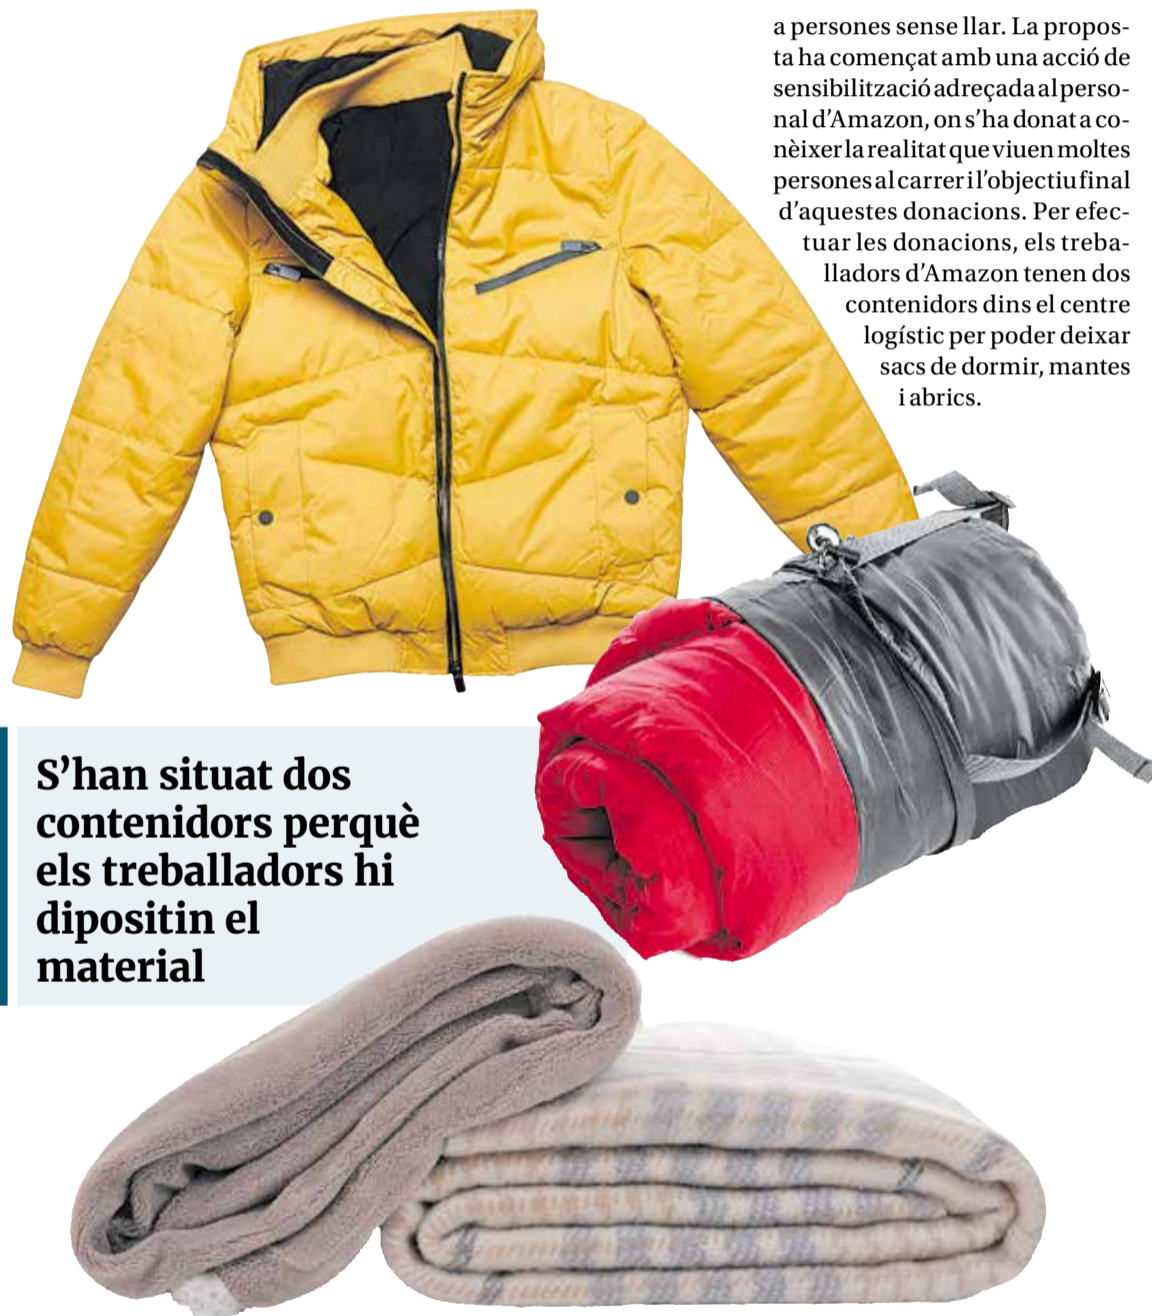 a persones sense llar. La propos-
ta ha començat amb una acció de
sensibilització adreçada al perso-
nal d’Amazon, on s’ha donat a co-
nèixer la realitat que viuen moltes
persones al carrer i l’objectiu final
d’aquestes donacions. Per efec-
tuar les donacions, els treba-
lladors d’Amazon tenen dos
contenidors dins el centre
logístic per poder deixar
sacs de dormir, mantes
i abrics.
S’han situat dos
contenidors perquè
els treballadors hi
dipositin el
material